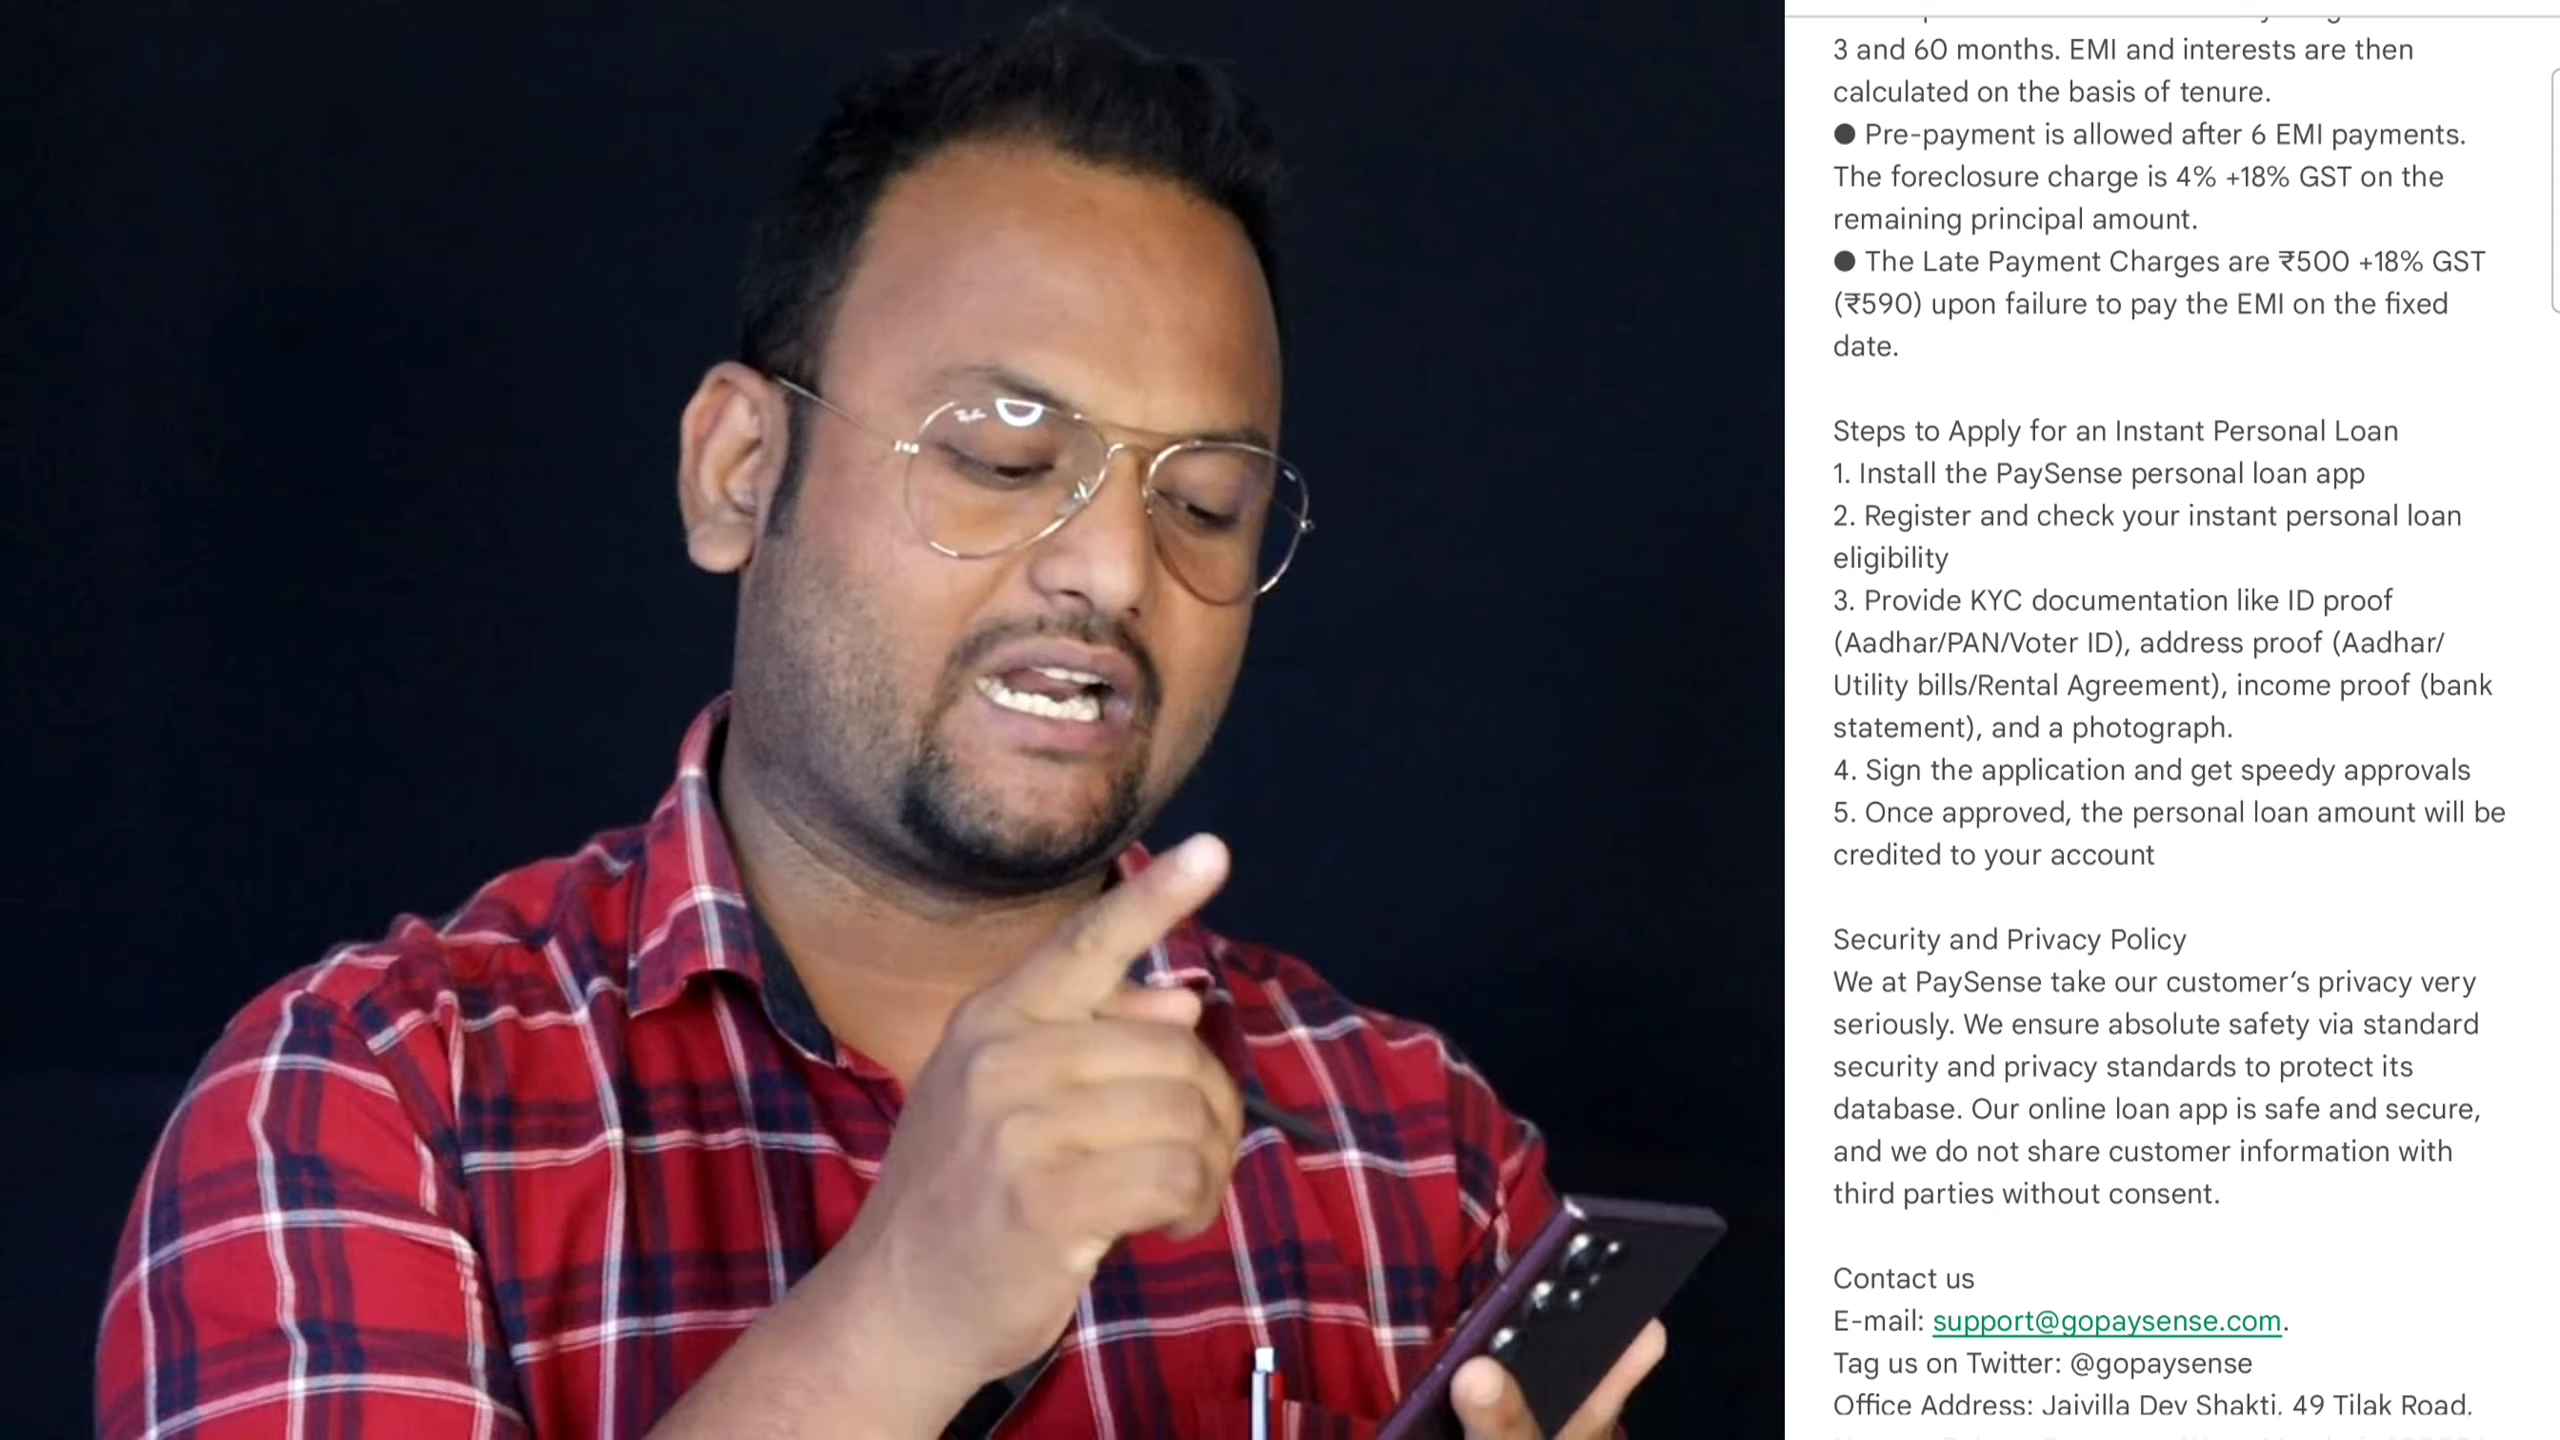 3 and 60 months. EMI and interests are then
calculated on the basis of tenure.
● Pre-payment is allowed after 6 EMI payments.
The foreclosure charge is 4% +18% GST on the
remaining principal amount.
● The Late Payment Charges are ₹500 +18% GST
(₹590) upon failure to pay the EMI on the fixed
date.
Steps to Apply for an Instant Personal Loan
1. Install the PaySense personal loan app
2. Register and check your instant personal loan
eligibility
3. Provide KYC documentation like ID proof
(Aadhar/PAN/Voter ID), address proof (Aadhar/
Utility bills/Rental Agreement), income proof (bank
statement), and a photograph.
4. Sign the application and get speedy approvals
5. Once approved, the personal loan amount will be
credited to your account
Security and Privacy Policy
We at PaySense take our customer’s privacy very
seriously. We ensure absolute safety via standard
security and privacy standards to protect its
database. Our online loan app is safe and secure,
and we do not share customer information with
third parties without consent.
Contact us
E-mail: support@gopaysense.com.
Tag us on Twitter: @gopaysense
Office Address: Jaivilla Dev Shakti, 49 Tilak Road,